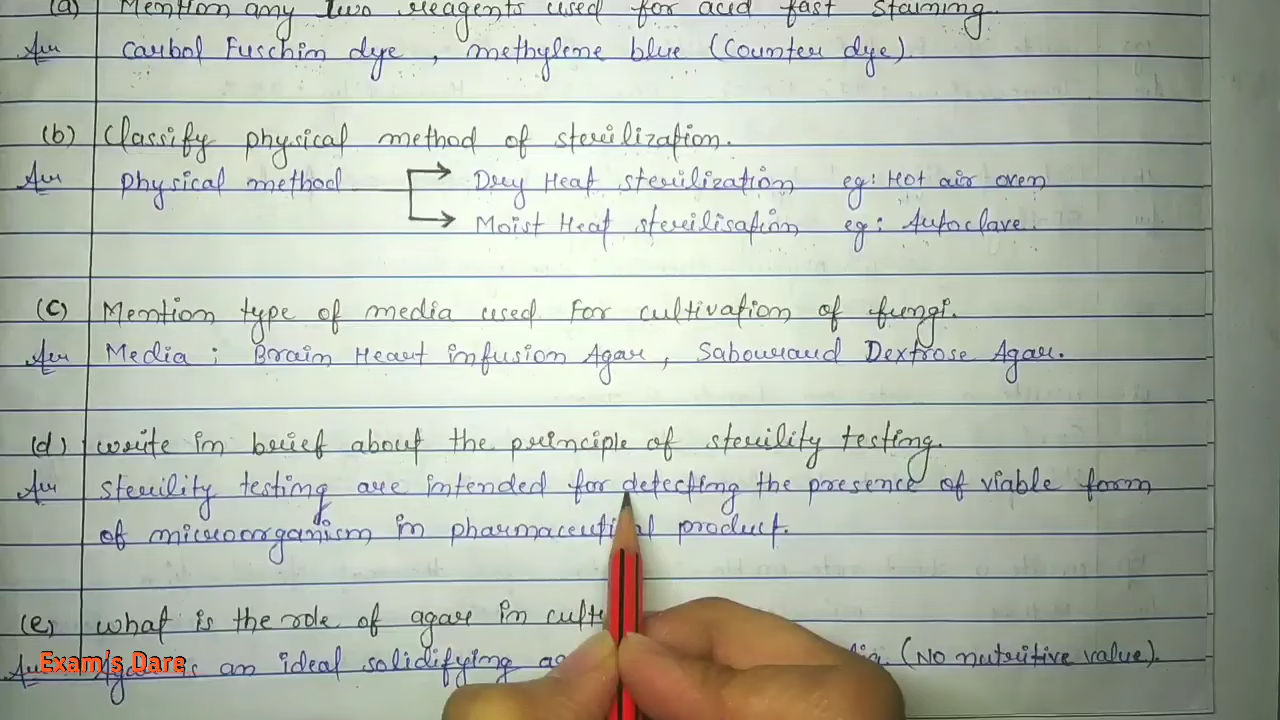 (a) Mention any two reagents used for acid fast staining.
Ans Carbol Fuschim dye , methylene blue (Counter dye).
(b) Classify physical method of sterilization.
Ans Physical method Dry Heat sterilization eg: Hot air oven
Moist Heat sterilisation eg: Autoclave.
(c) Mention type of media used for cultivation of fungi.
Ans Media : Brain Heart infusion Agar, Sabouraud Dextrose Agar.
(d) write in brief about the principle of sterility testing.
Ans sterility testing are intended for detecting the presence of viable form
of microorganism in pharmaceutical product.
(e) what is the role of agar in
Ans is an ideal solidifying (No nutritive value).
Exam's Dare